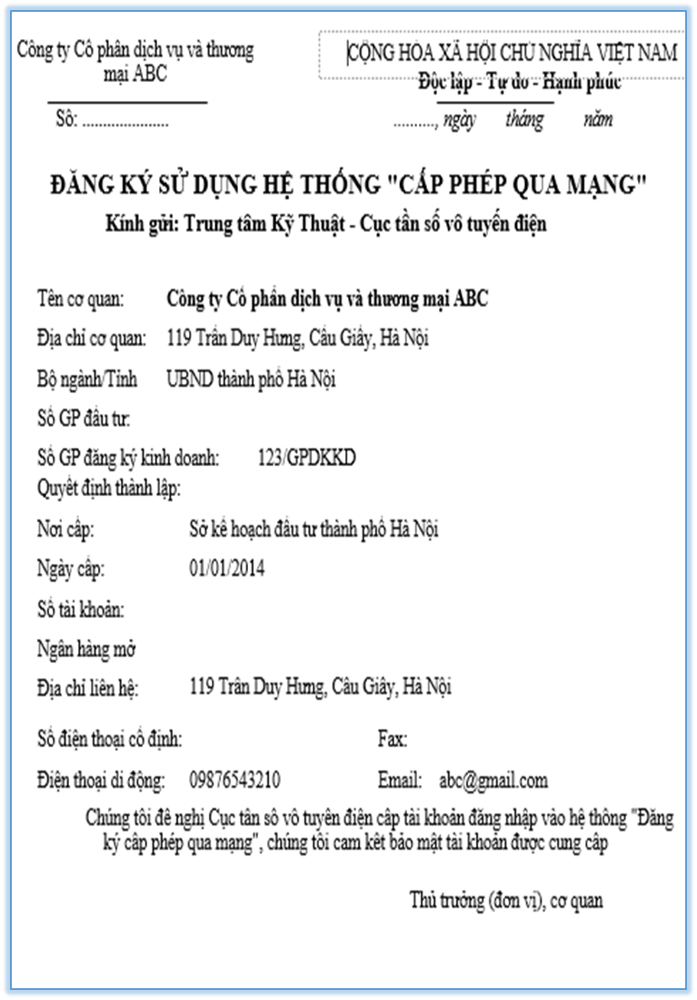 Công ty Cổ phần dịch vụ và thương
mại ABC
Số: .....................
CỘNG HÒA XÃ HỘI CHỦ NGHĨA VIỆT NAM
Độc lập - Tự do - Hạnh phúc
.........., ngày tháng năm
ĐĂNG KÝ SỬ DỤNG HỆ THỐNG "CẤP PHÉP QUA MẠNG"
Kính gửi: Trung tâm Kỹ Thuật - Cục tần số vô tuyến điện
Tên cơ quan: Công ty Cổ phần dịch vụ và thương mại ABC
Địa chỉ cơ quan: 119 Trần Duy Hưng, Cầu Giấy, Hà Nội
Bộ ngành/Tỉnh UBND thành phố Hà Nội
Số GP đầu tư:
Số GP đăng ký kinh doanh: 123/GPDKKD
Quyết định thành lập:
Nơi cấp: Sở kế hoạch đầu tư thành phố Hà Nội
Ngày cấp: 01/01/2014
Số tài khoản:
Ngân hàng mở
Địa chỉ liên hệ: 119 Trần Duy Hưng, Cầu Giấy, Hà Nội
Số điện thoại cố định: Fax:
Điện thoại di động: 09876543210 Email: abc@gmail.com
Chúng tôi đề nghị Cục tần số vô tuyến điện cấp tài khoản đăng nhập vào hệ thống "Đăng
ký cấp phép qua mạng", chúng tôi cam kết bảo mật tài khoản được cung cấp
Thủ trưởng (đơn vị), cơ quan